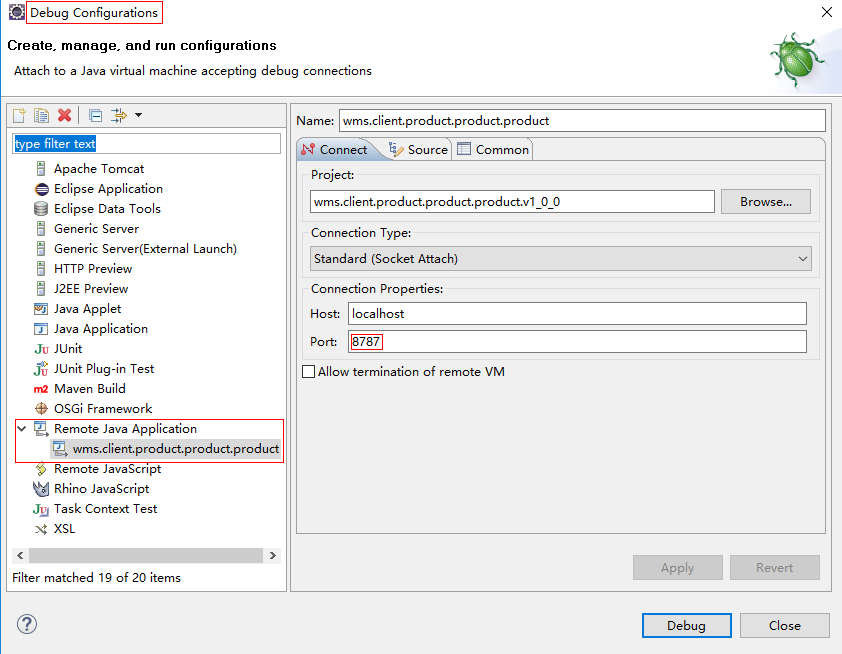 Debug Configurations
Create, manage, and run configurations
Attach to a Java virtual machine accepting debug connections
type filter text
Apache Tomcat
Eclipse Application
Eclipse Data Tools
Generic Server
Generic Server(External Launch)
HTTP Preview
J2EE Preview
Java Applet
Java Application
Ju JUnit
JUnit Plug-in Test
m2 Maven Build
OSGi Framework
Remote Java Application
wms.client.product.product.product
Remote JavaScript
Rhino JavaScript
Ju Task Context Test
XSL
Filter matched 19 of 20 items
Name: wms.client.product.product.product
Connect Source Common
Project:
wms.client.product.product.product.v1_0_0 Browse...
Connection Type:
Standard (Socket Attach)
Connection Properties:
Host: localhost
Port: 8787
Allow termination of remote VM
Apply Revert
? Debug Close